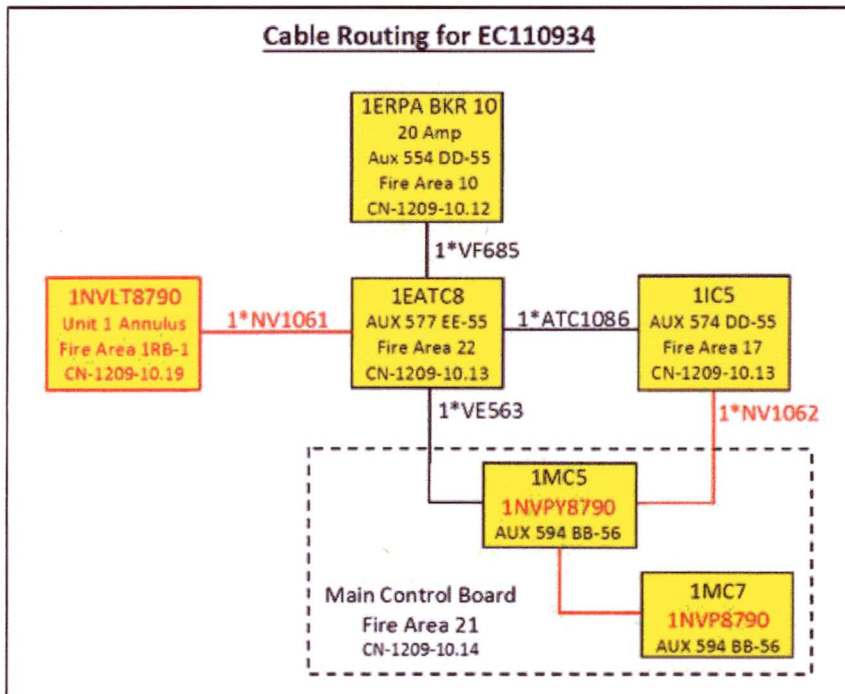 Cable Routing for EC110934
1ERPA BKR 10
20 Amp
Aux 554 DD-55
Fire Area 10
CN-1209-10.12
1*VF685
1NVLT8790
Unit 1 Annulus
Fire Area 1RB-1
CN-1209-10.19
1*NV1061
1EATC8
AUX 577 EE-55
Fire Area 22
CN-1209-10.13
1*ATC1086
1IC5
AUX 574 DD-55
Fire Area 17
CN-1209-10.13
1*VE563
1*NV1062
1MC5
1NVPY8790
AUX 594 BB-56
Main Control Board
Fire Area 21
CN-1209-10.14
1MC7
1NVP8790
AUX 594 BB-56